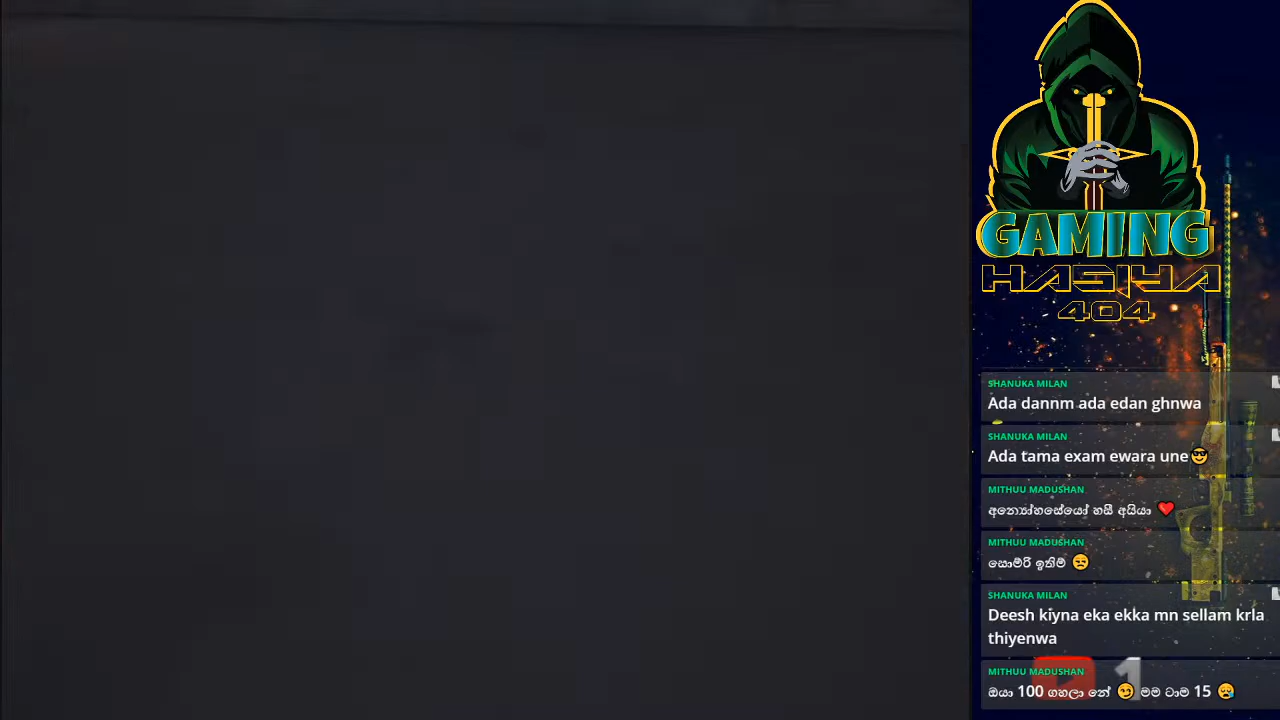 GAMING
HASIYA
404
SHANUKA MILAN
Ada dannm ada edan ghnwa
SHANUKA MILAN
Ada tama exam ewara une😎
MITHUU MADUSHAN
අන්‍යෝහසේයෝ හසී අයියා ❤️
MITHUU MADUSHAN
සොම්රි ඉතිම් 😒
SHANUKA MILAN
Deesh kiyna eka ekka mn sellam krla
thiyenwa
1
MITHUU MADUSHAN
ඔයා 100 ගහලා නේ 😏 මම ටාම 15 😪